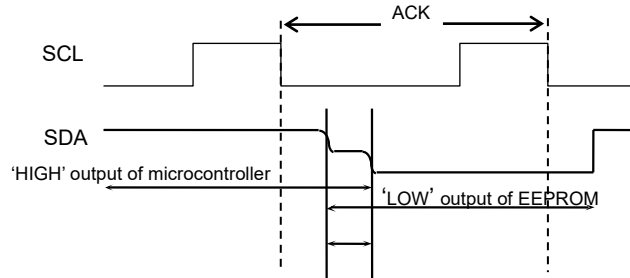 ACK
SCL
SDA
‘HIGH’ output of microcontroller
‘LOW’ output of EEPROM